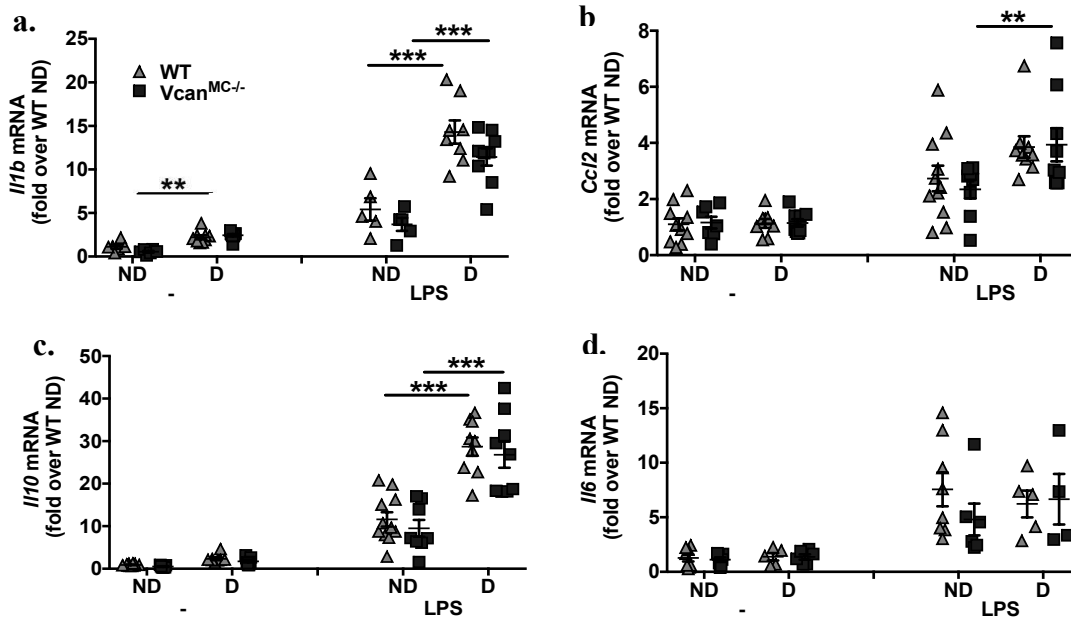 a.
Il1b mRNA
(fold over WT ND)
25
20
15
10
5
0
WT
Vcan^MC-/-
**
***
***
ND
D
ND
D
-
LPS
b.
Ccl2 mRNA
(fold over WT ND)
8
6
4
2
0
**
ND
D
ND
D
-
LPS
c.
Il10 mRNA
(fold over WT ND)
50
40
30
20
10
0
***
***
ND
D
ND
D
-
LPS
d.
Il6 mRNA
(fold over WT ND)
20
15
10
5
0
ND
D
ND
D
-
LPS